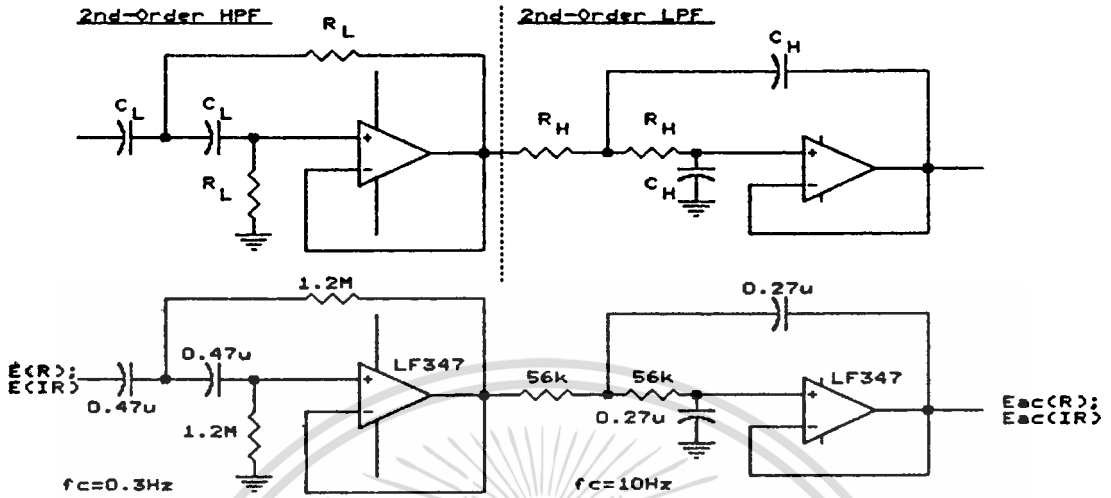 2nd-Order HPF
2nd-Order LPF
R L
C H
C L
C L
R H
R H
+
-
+
-
R L
C H
1.2M
0.27u
E(R);
E(IR)
0.47u
0.47u
LF347
56k
56k
LF347
+
-
+
-
0.27u
1.2M
Eac(R);
Eac(IR)
fc=0.3Hz
fc=10Hz